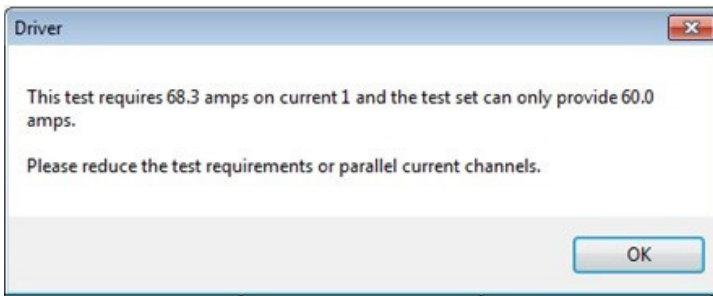 Driver
This test requires 68.3 amps on current 1 and the test set can only provide 60.0
amps.
Please reduce the test requirements or parallel current channels.
OK